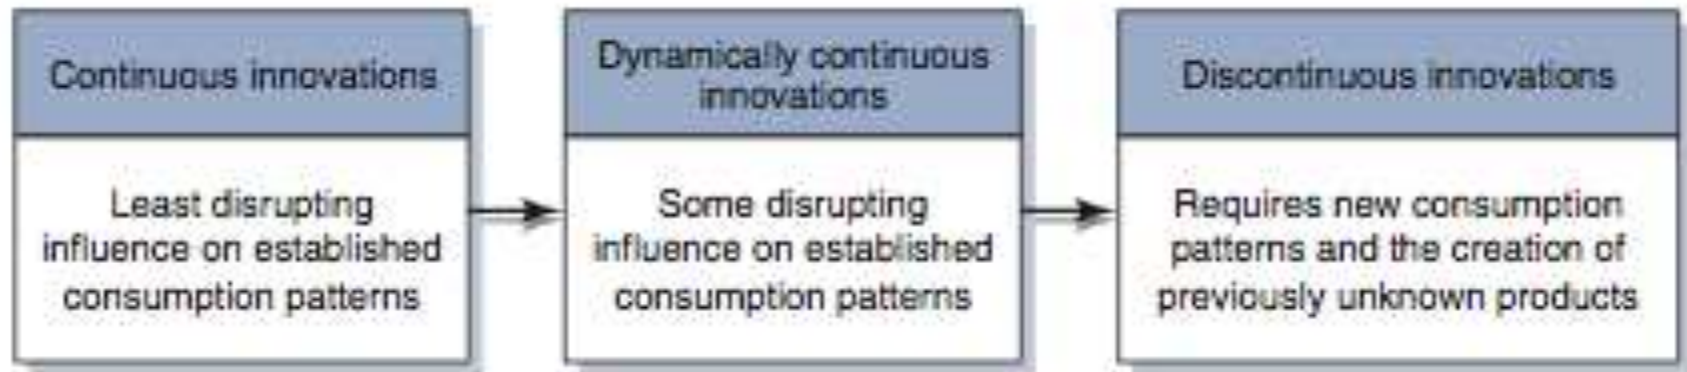 Continuous innovations
Least disrupting
influence on established
consumption patterns
Dynamically continuous
innovations
Some disrupting
influence on established
consumption patterns
Discontinuous innovations
Requires new consumption
patterns and the creation of
previously unknown products